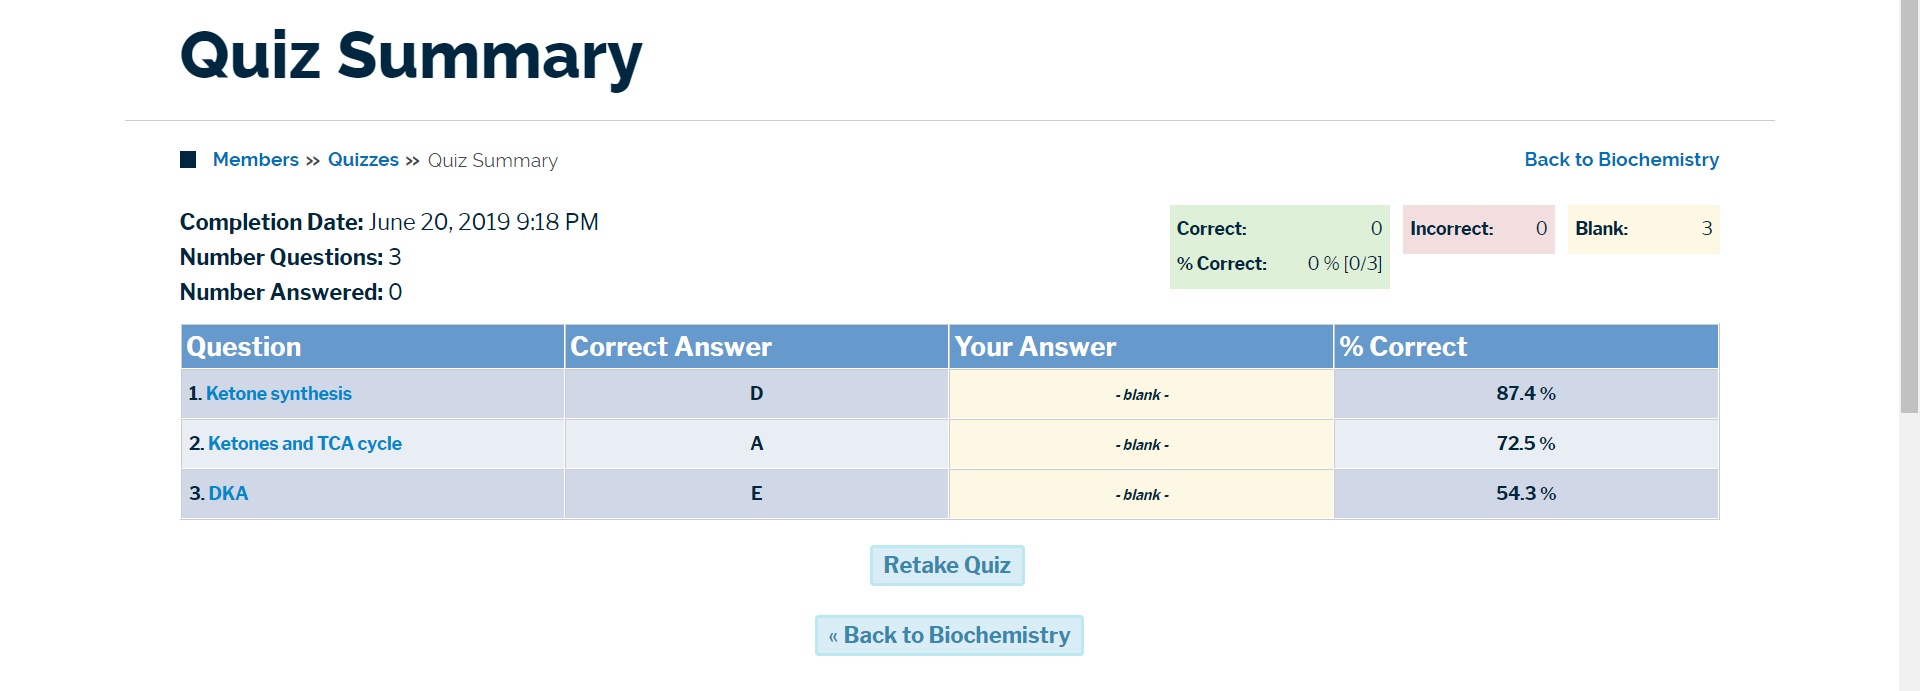 Quiz Summary
Members » Quizzes » Quiz Summary
Back to Biochemistry
Completion Date: June 20, 2019 9:18 PM
Number Questions: 3
Number Answered: 0
Correct: 0
% Correct: 0 % [0/3]
Incorrect: 0
Blank: 3
Question Correct Answer Your Answer % Correct
1. Ketone synthesis D - blank - 87.4 %
2. Ketones and TCA cycle A - blank - 72.5 %
3. DKA E - blank - 54.3 %
Retake Quiz
« Back to Biochemistry